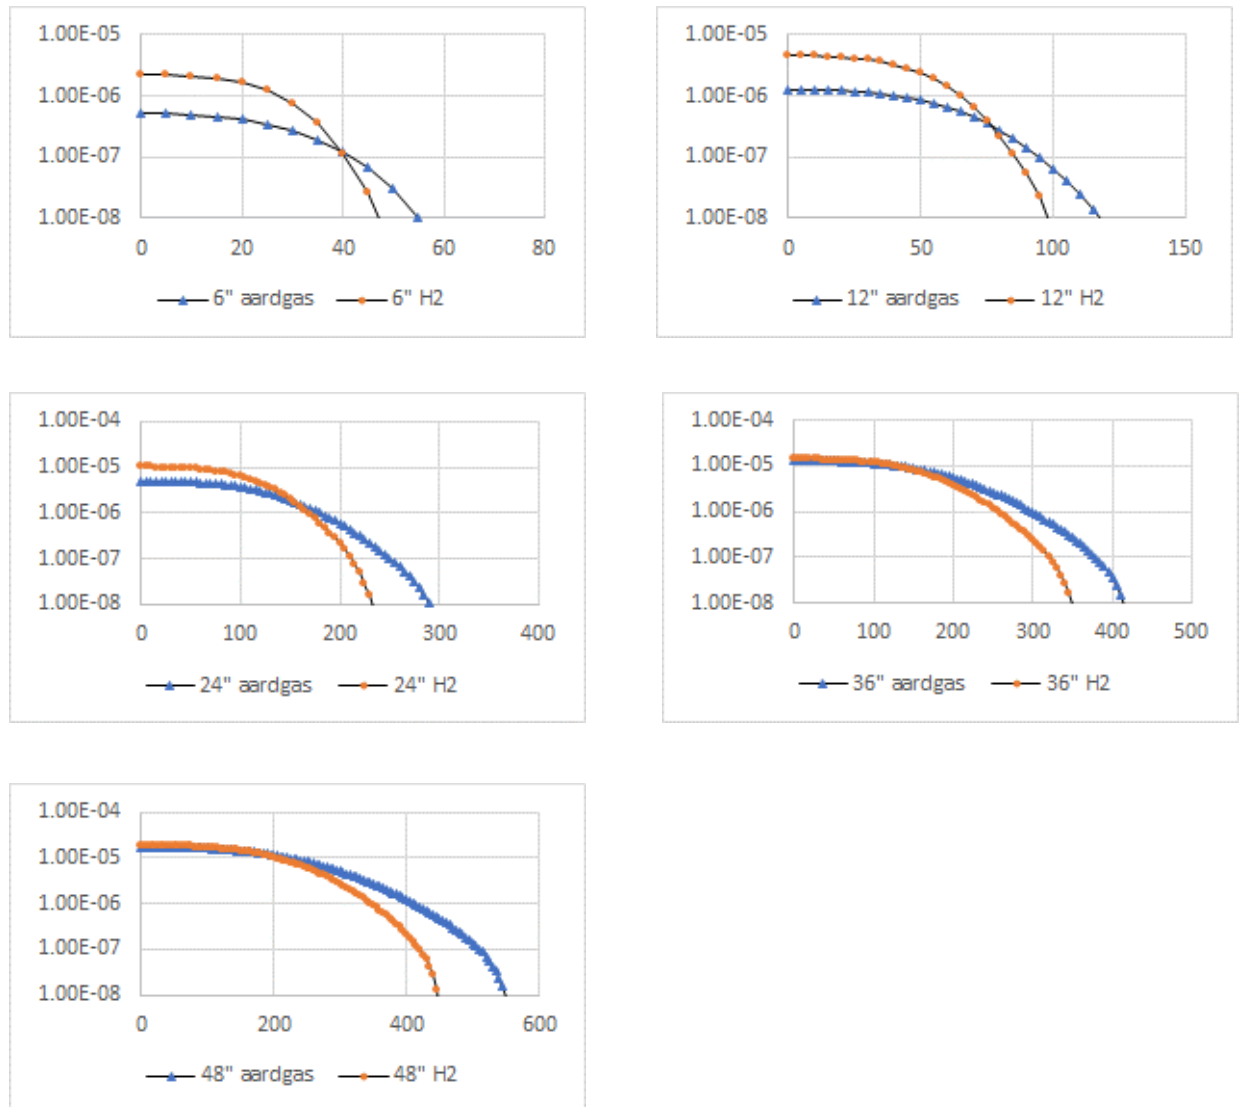 1.00E-05
1.00E-06
1.00E-07
1.00E-08
0 20 40 60 80
6" aardgas 6" H2
1.00E-05
1.00E-06
1.00E-07
1.00E-08
0 50 100 150
12" aardgas 12" H2
1.00E-04
1.00E-05
1.00E-06
1.00E-07
1.00E-08
0 100 200 300 400
24" aardgas 24" H2
1.00E-04
1.00E-05
1.00E-06
1.00E-07
1.00E-08
0 100 200 300 400 500
36" aardgas 36" H2
1.00E-04
1.00E-05
1.00E-06
1.00E-07
1.00E-08
0 200 400 600
48" aardgas 48" H2